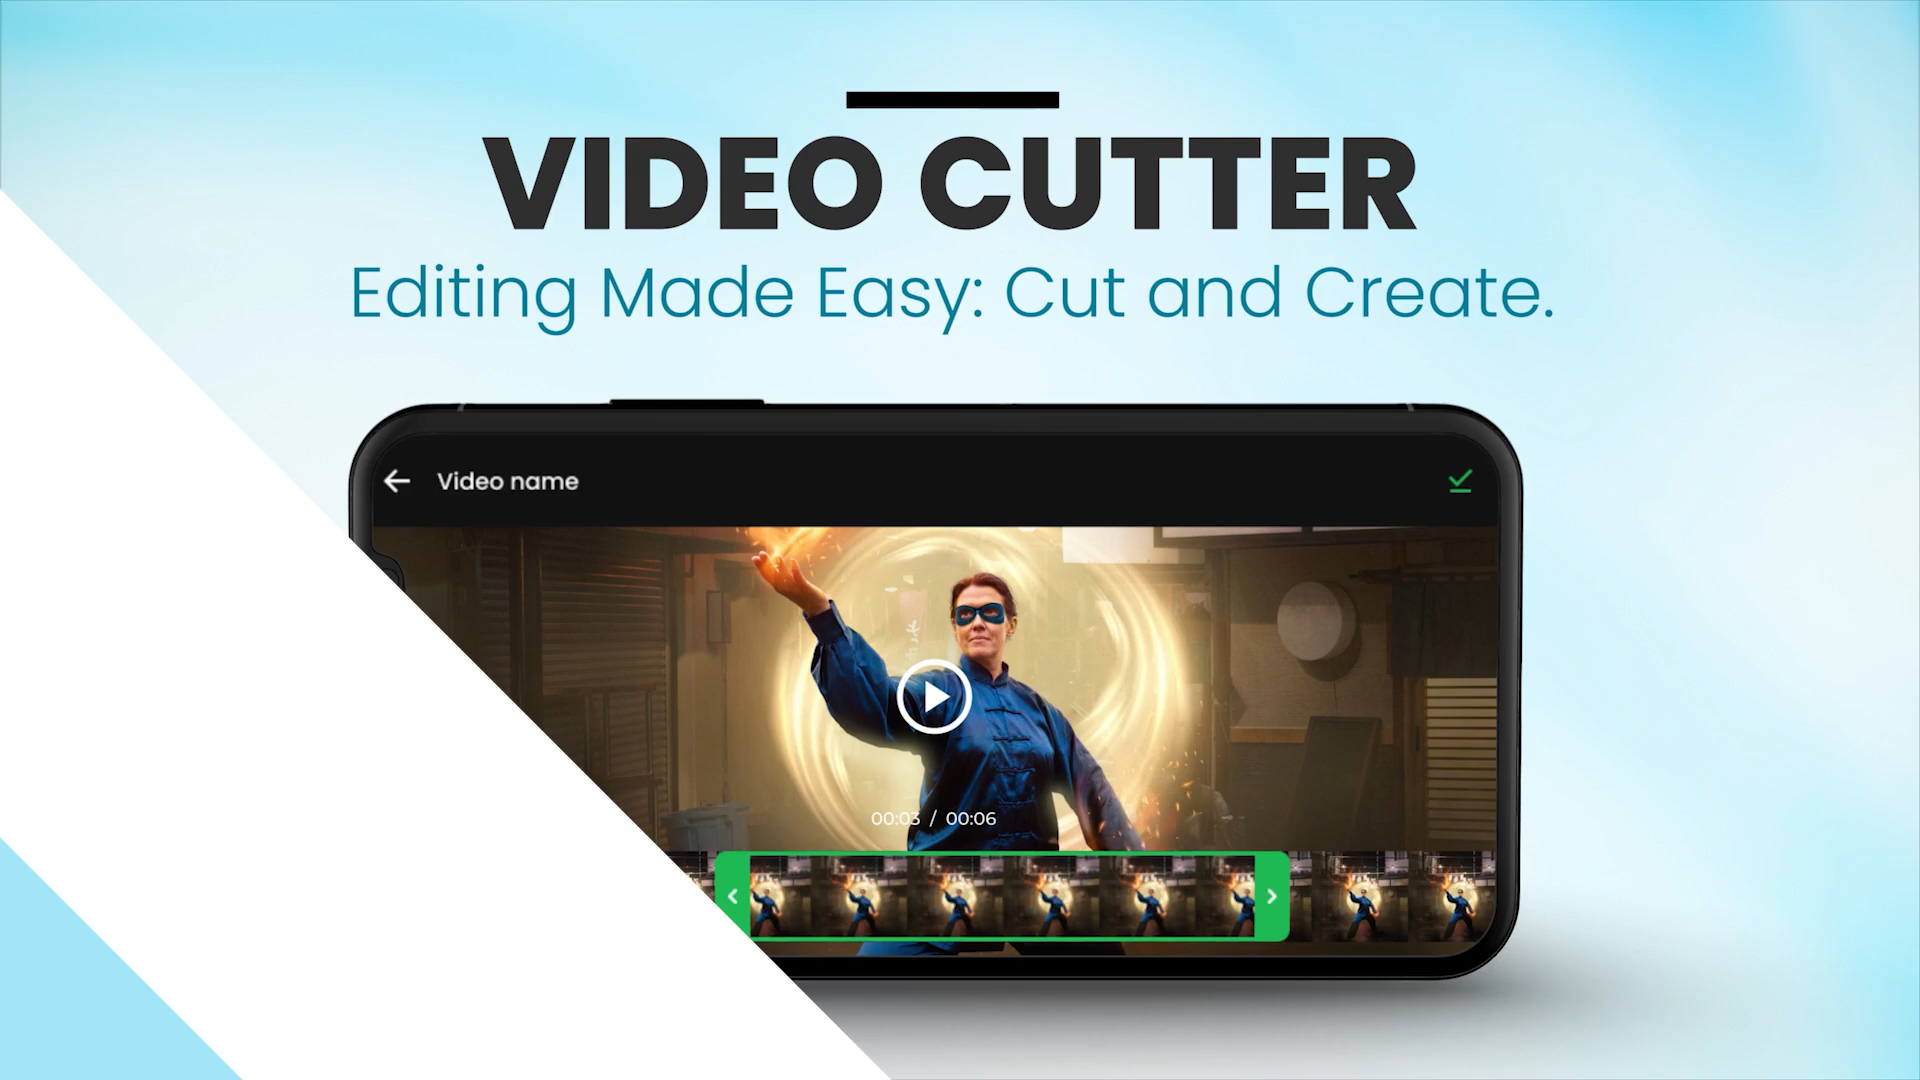 VIDEO CUTTER
Editing Made Easy: Cut and Create.
Video name
00:03 / 00:06